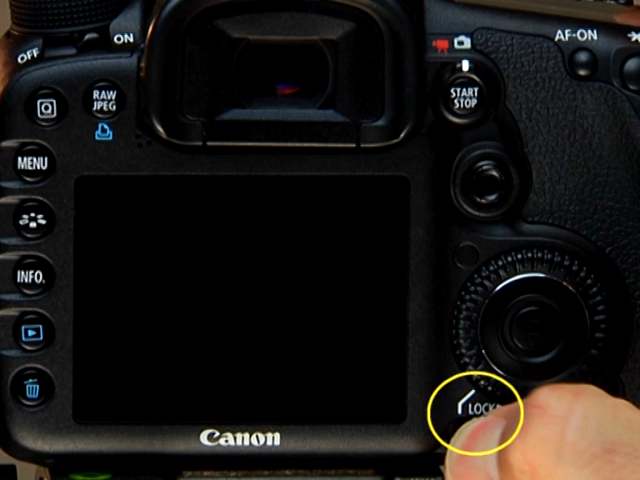 OFF
ON
AF-ON
Q
RAW
JPEG
START
STOP
MENU
INFO.
LOCK
Canon